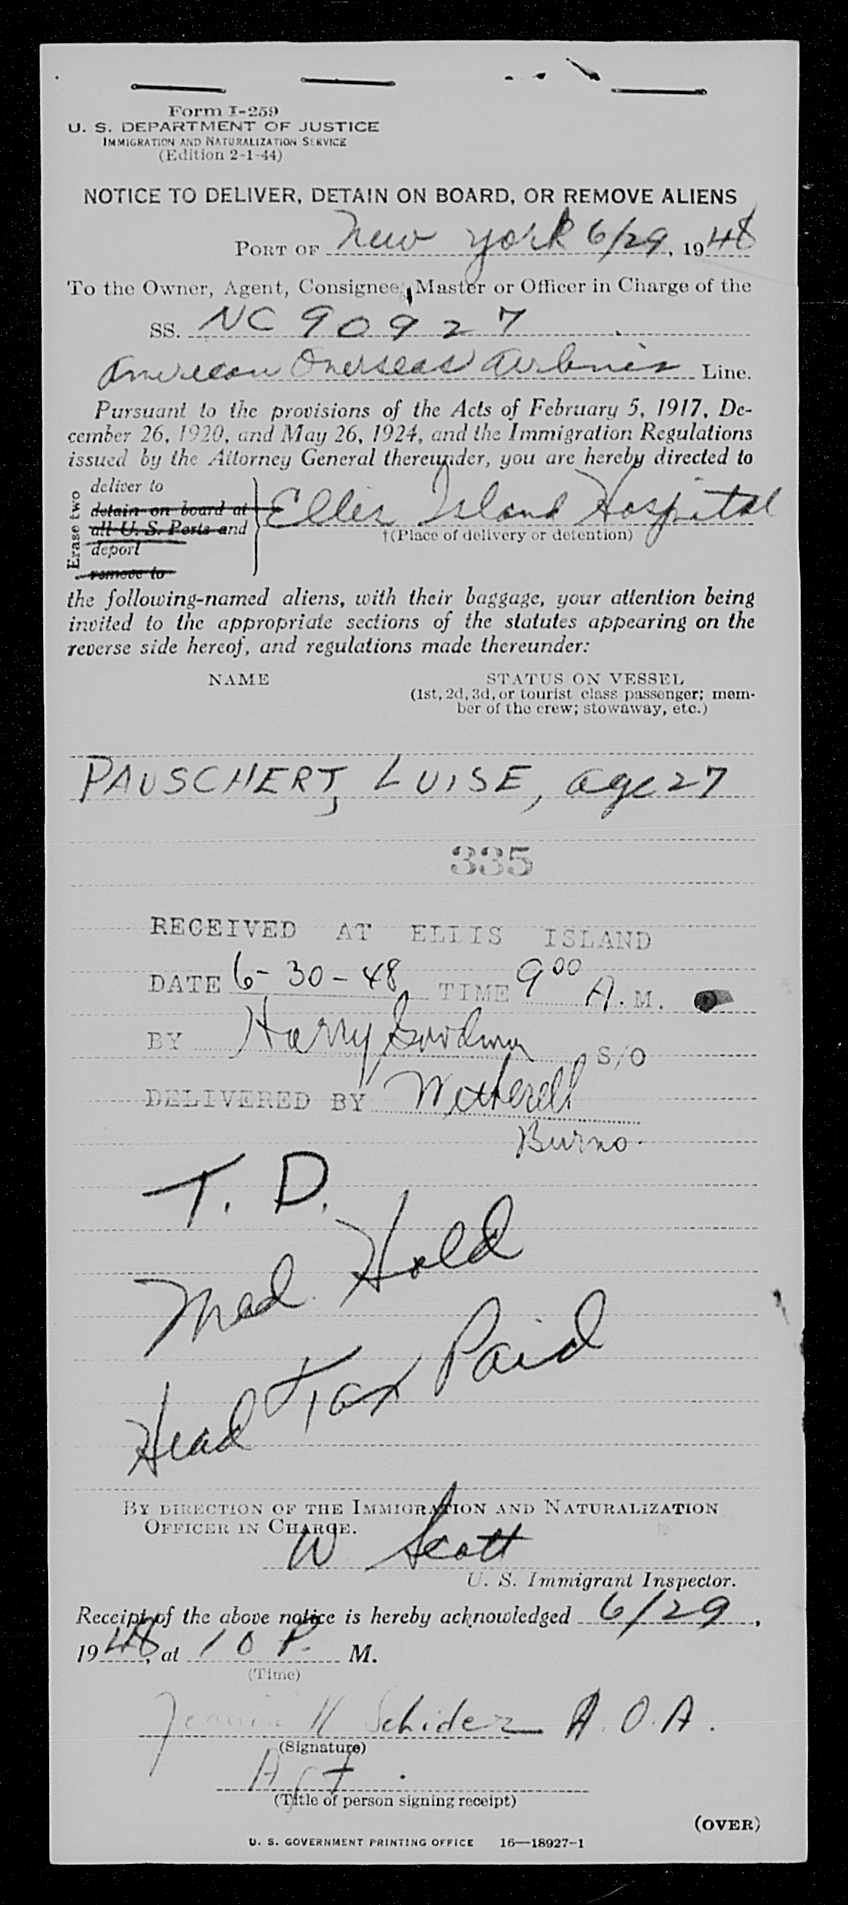 Form I-259
U. S. DEPARTMENT OF JUSTICE
IMMIGRATION AND NATURALIZATION SERVICE
(Edition 2-1-44)
NOTICE TO DELIVER, DETAIN ON BOARD, OR REMOVE ALIENS
PORT OF New York 6/29, 1948
To the Owner, Agent, Consignee, Master or Officer in Charge of the
SS. NC 90927
American Overseas Airlines Line.
Pursuant to the provisions of the Acts of February 5, 1917, De-
cember 26, 1920, and May 26, 1924, and the Immigration Regulations
issued by the Attorney General thereunder, you are hereby directed to
Erase two
deliver to
detain on board at
all U. S. Ports and
deport
remove to
Ellis Island Hospital
†(Place of delivery or detention)
the following-named aliens, with their baggage, your attention being
invited to the appropriate sections of the statutes appearing on the
reverse side hereof, and regulations made thereunder:
NAME STATUS ON VESSEL
(1st, 2d, 3d, or tourist class passenger; mem-
ber of the crew; stowaway, etc.)
PAUSCHERT, LUISE, age 27
335
RECEIVED AT ELLIS ISLAND
DATE 6-30-48 TIME 900 A. M.
BY Harry Goodman S/O
DELIVERED BY Wetherell
Burno
T. D.
Med. Hold
Head Tax Paid
BY DIRECTION OF THE IMMIGRATION AND NATURALIZATION
OFFICER IN CHARGE.
W Scott
U. S. Immigrant Inspector.
Receipt of the above notice is hereby acknowledged 6/29,
1948, at 10 P. M.
(Time)
K Schider A. O. A.
(Signature)
Agt.
(Title of person signing receipt)
(OVER)
U. S. GOVERNMENT PRINTING OFFICE 16—18927-1